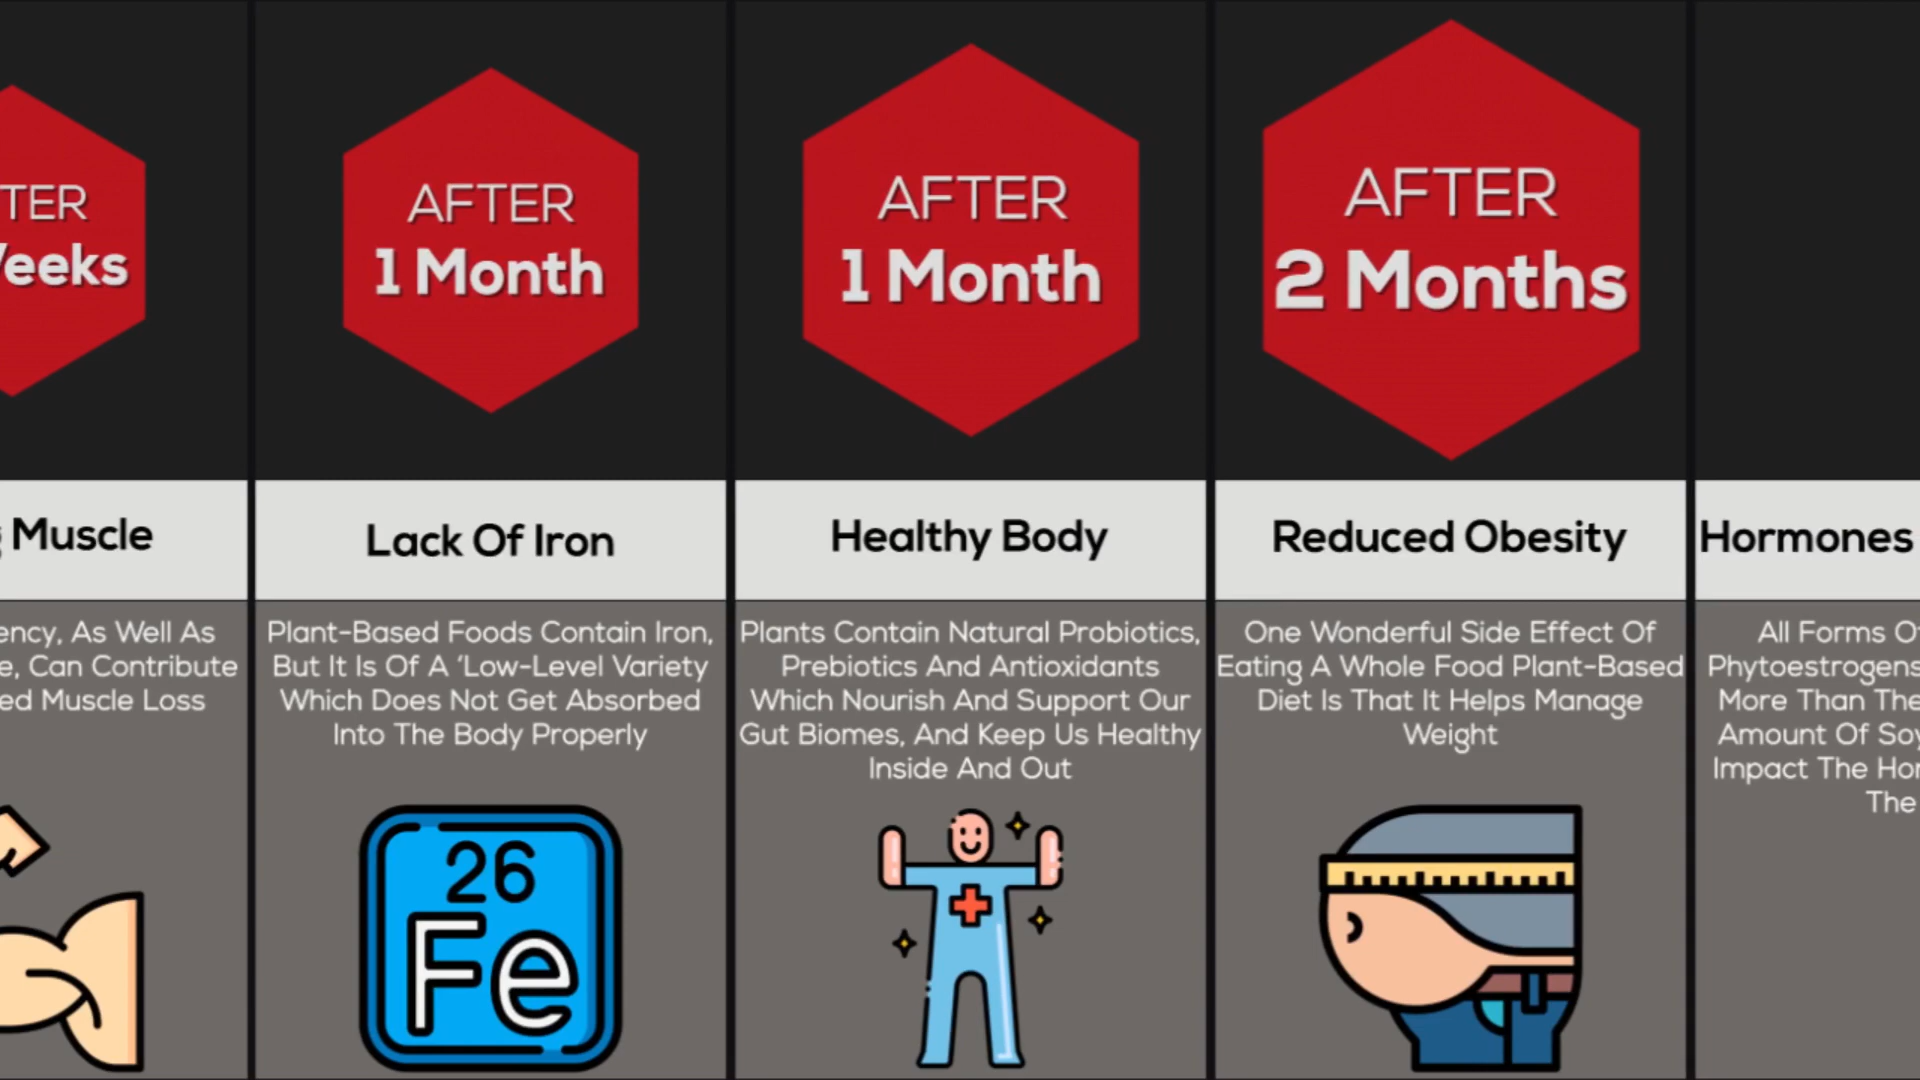 TER
eeks
Muscle
ency, As Well As
e, Can Contribute
ed Muscle Loss
AFTER
1 Month
Lack Of Iron
Plant-Based Foods Contain Iron,
But It Is Of A ‘Low-Level Variety
Which Does Not Get Absorbed
Into The Body Properly
26
Fe
AFTER
1 Month
Healthy Body
Plants Contain Natural Probiotics,
Prebiotics And Antioxidants
Which Nourish And Support Our
Gut Biomes, And Keep Us Healthy
Inside And Out
AFTER
2 Months
Reduced Obesity
One Wonderful Side Effect Of
Eating A Whole Food Plant-Based
Diet Is That It Helps Manage
Weight
Hormones
All Forms O
Phytoestrogens
More Than The
Amount Of Soy
Impact The Hor
The